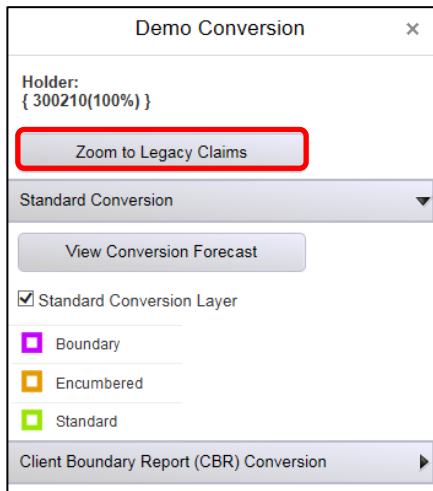 Demo Conversion ×
Holder:
{ 300210(100%) }
Zoom to Legacy Claims
Standard Conversion
View Conversion Forecast
Standard Conversion Layer
Boundary
Encumbered
Standard
Client Boundary Report (CBR) Conversion